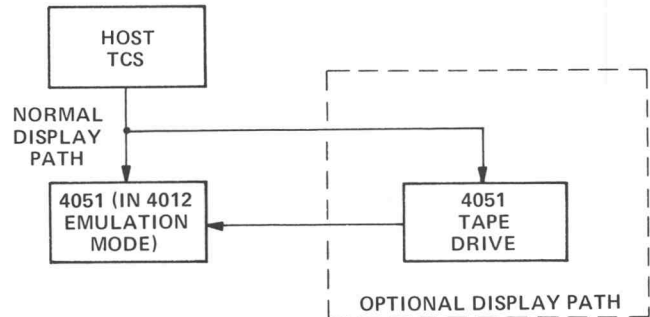 HOST
TCS
NORMAL
DISPLAY
PATH
4051 (IN 4012
EMULATION
MODE)
4051
TAPE
DRIVE
OPTIONAL DISPLAY PATH